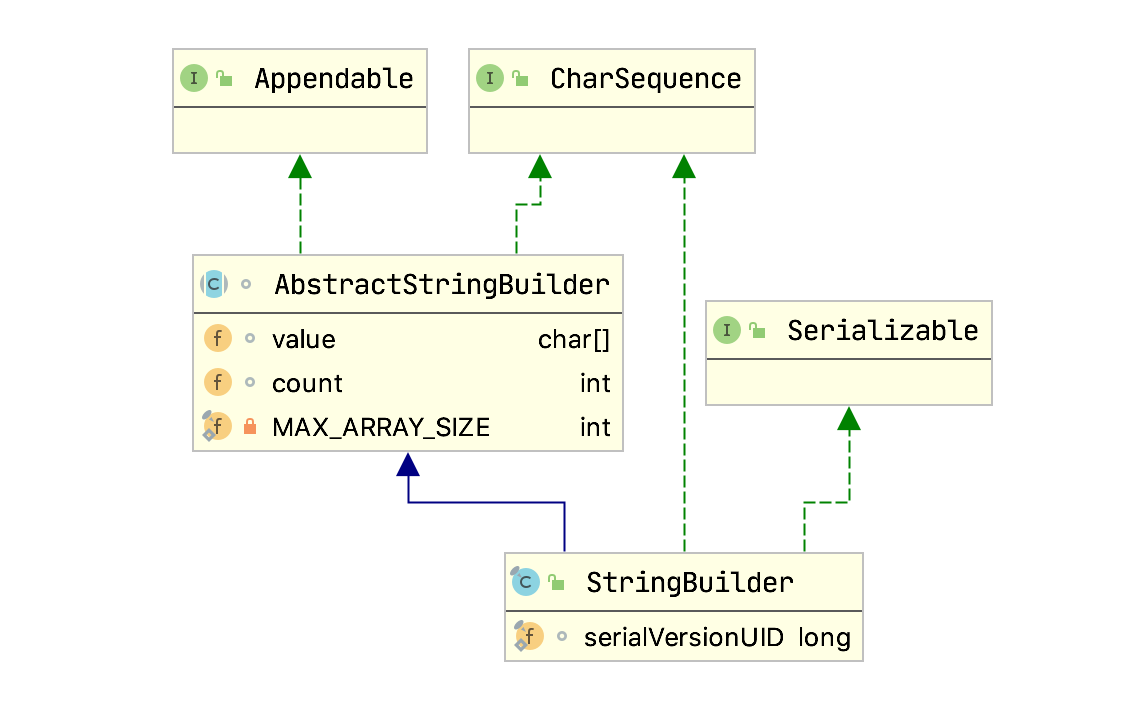 I Appendable
I CharSequence
C AbstractStringBuilder
f value char[]
f count int
f MAX_ARRAY_SIZE int
I Serializable
C StringBuilder
f serialVersionUID long